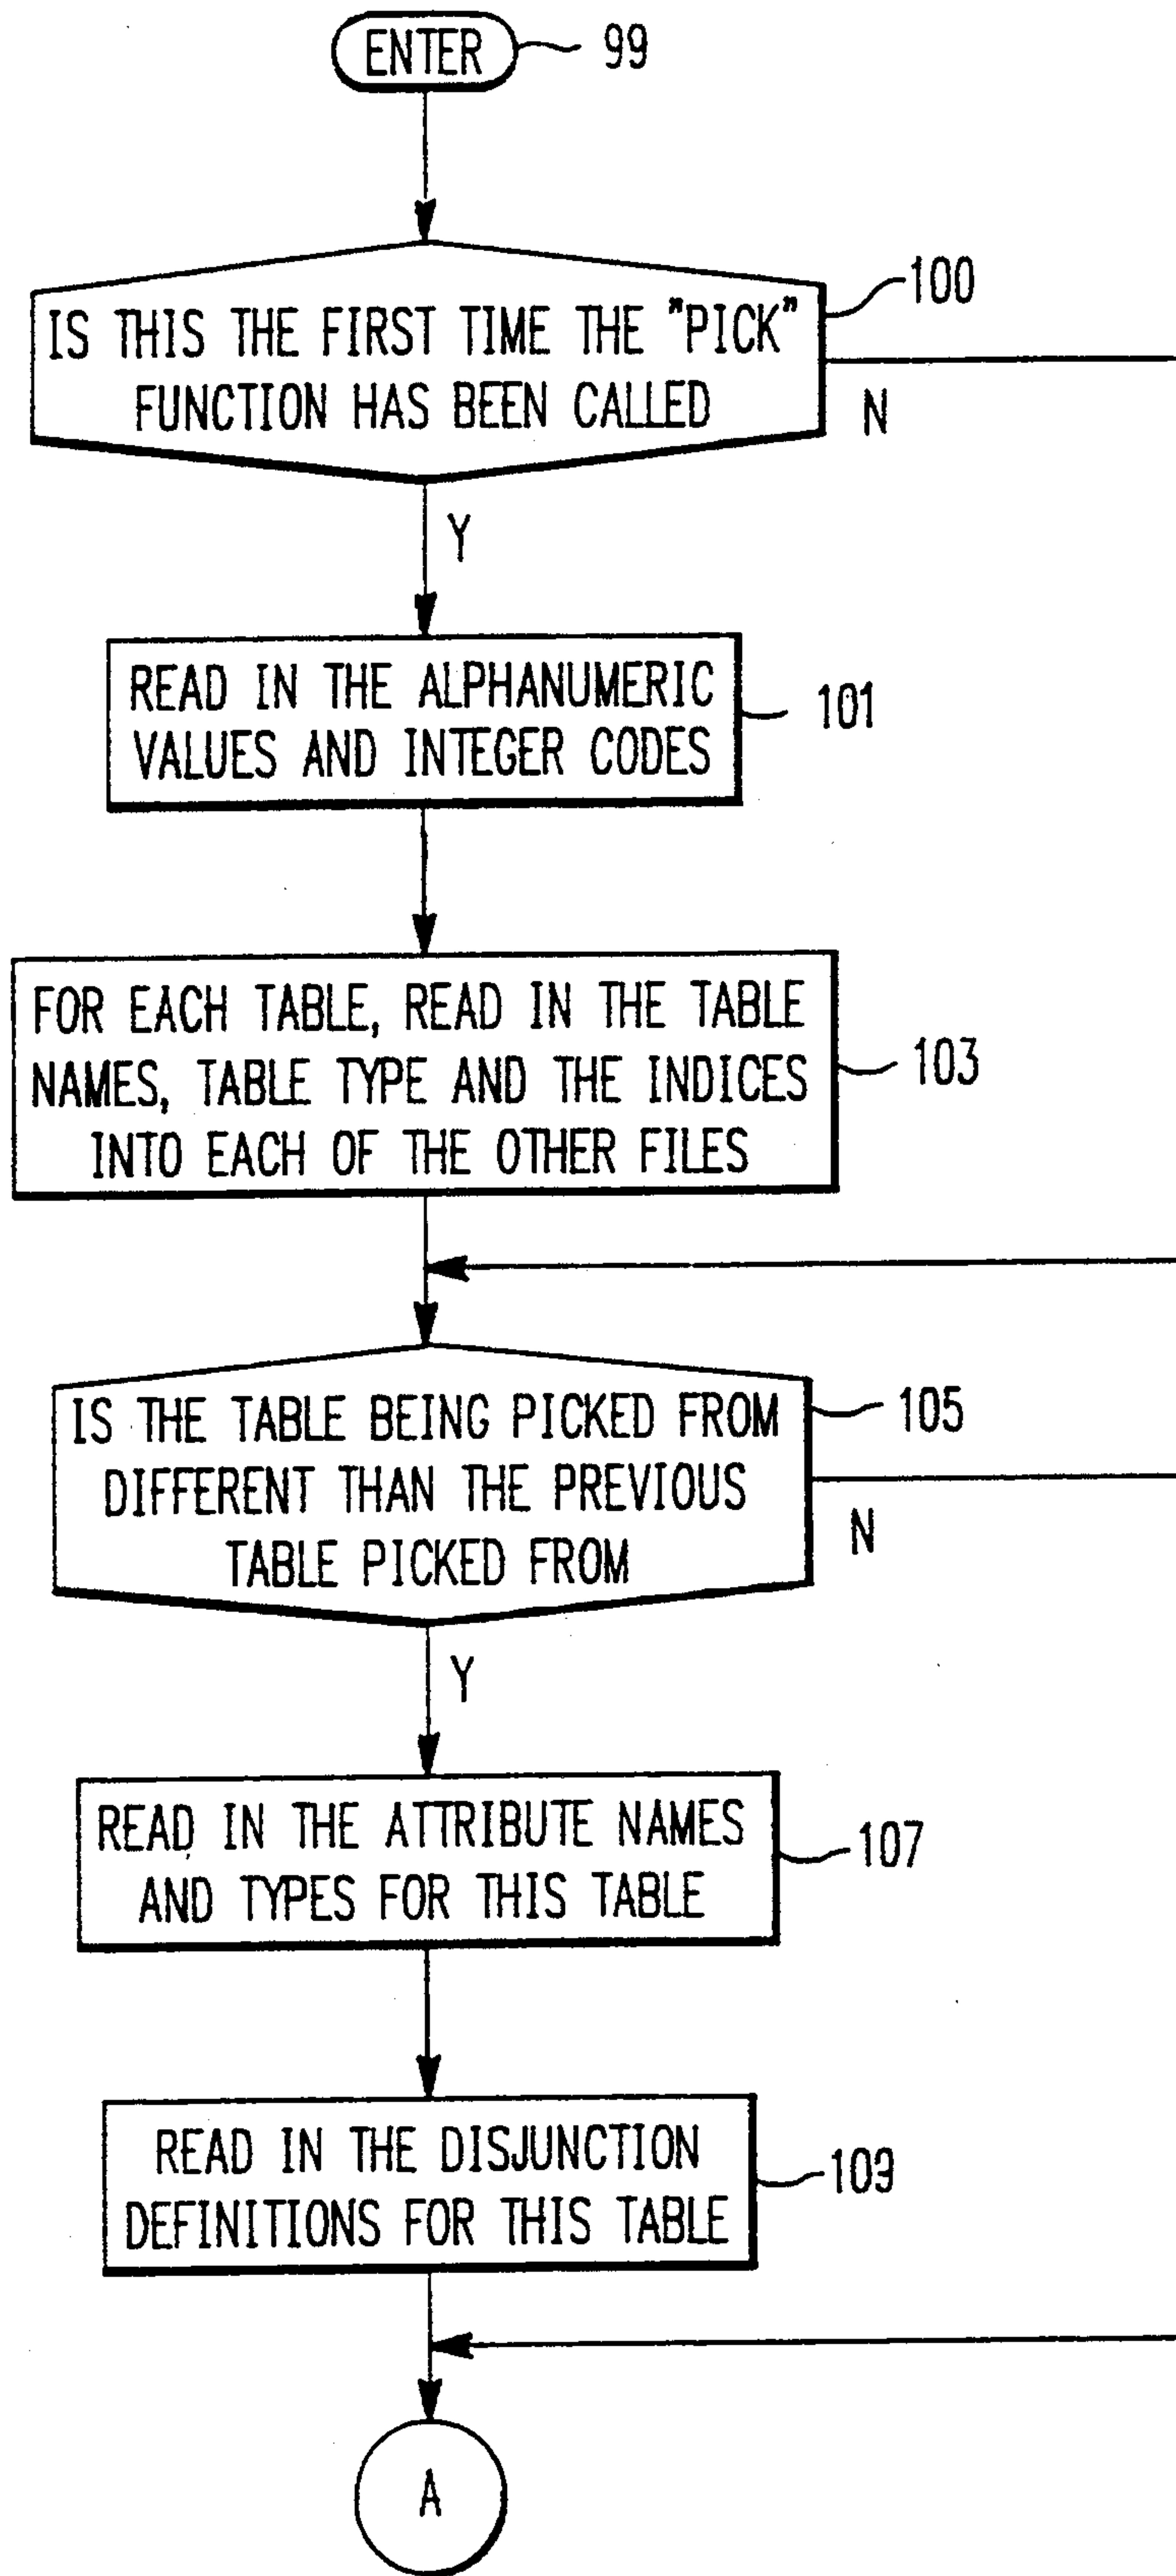 ENTER
99
100
IS THIS THE FIRST TIME THE "PICK"
FUNCTION HAS BEEN CALLED
N
Y
READ IN THE ALPHANUMERIC
VALUES AND INTEGER CODES
101
FOR EACH TABLE, READ IN THE TABLE
NAMES, TABLE TYPE AND THE INDICES
INTO EACH OF THE OTHER FILES
103
IS THE TABLE BEING PICKED FROM
DIFFERENT THAN THE PREVIOUS
TABLE PICKED FROM
105
N
Y
READ IN THE ATTRIBUTE NAMES
AND TYPES FOR THIS TABLE
107
READ IN THE DISJUNCTION
DEFINITIONS FOR THIS TABLE
109
A